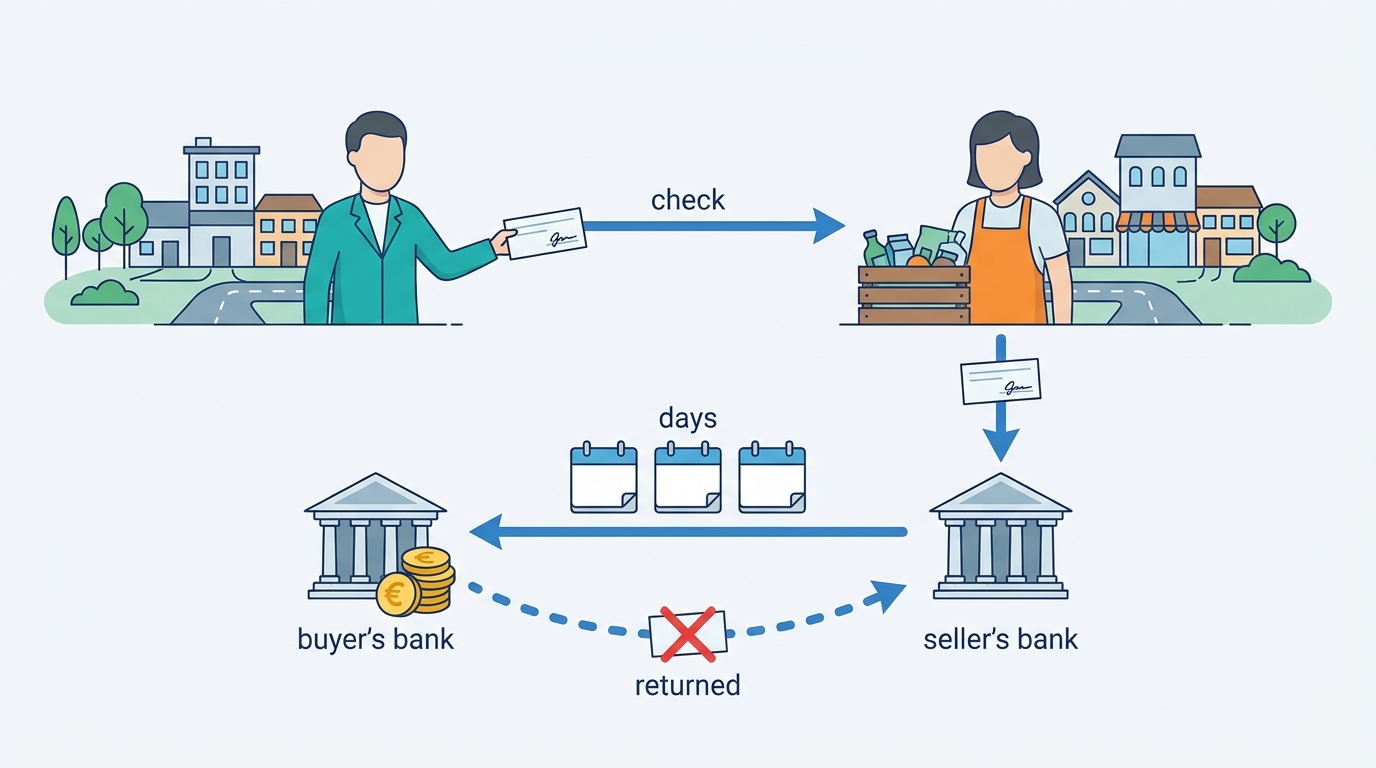 check
days
buyer’s bank
seller’s bank
returned